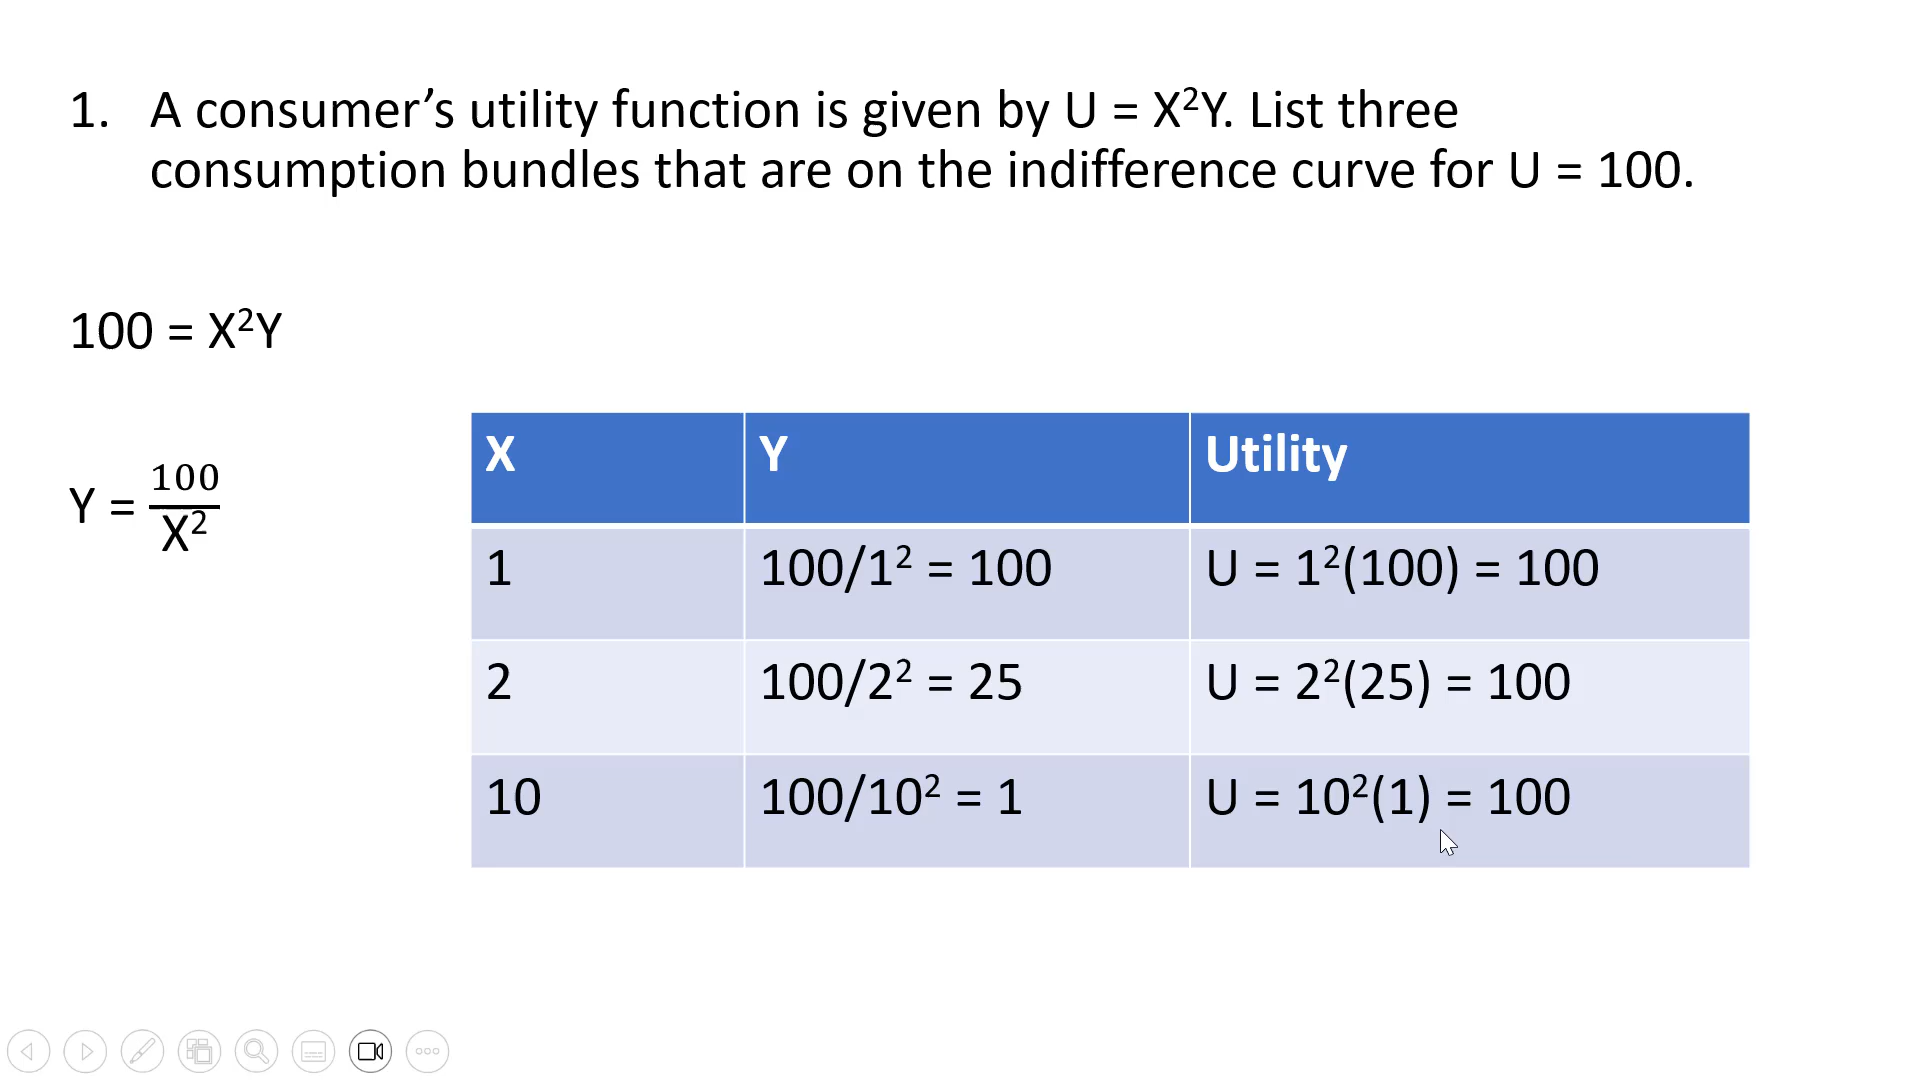 1. A consumer’s utility function is given by U = X²Y. List three
consumption bundles that are on the indifference curve for U = 100.
100 = X²Y
Y = 100/X²
X Y Utility
1 100/1² = 100 U = 1²(100) = 100
2 100/2² = 25 U = 2²(25) = 100
10 100/10² = 1 U = 10²(1) = 100